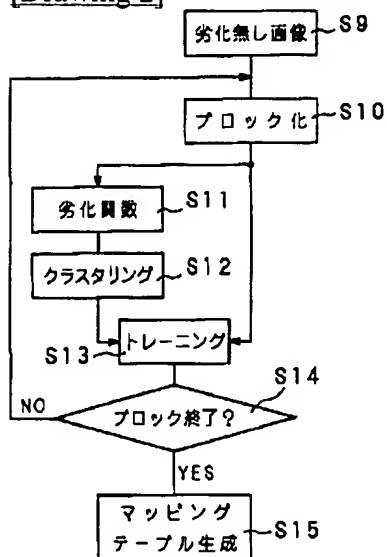 [Drawing 2]
劣化無し画像
S9
ブロック化
S10
劣化関数
S11
クラスタリング
S12
トレーニング
S13
ブロック終了?
S14
NO
YES
マッピング
テーブル生成
S15